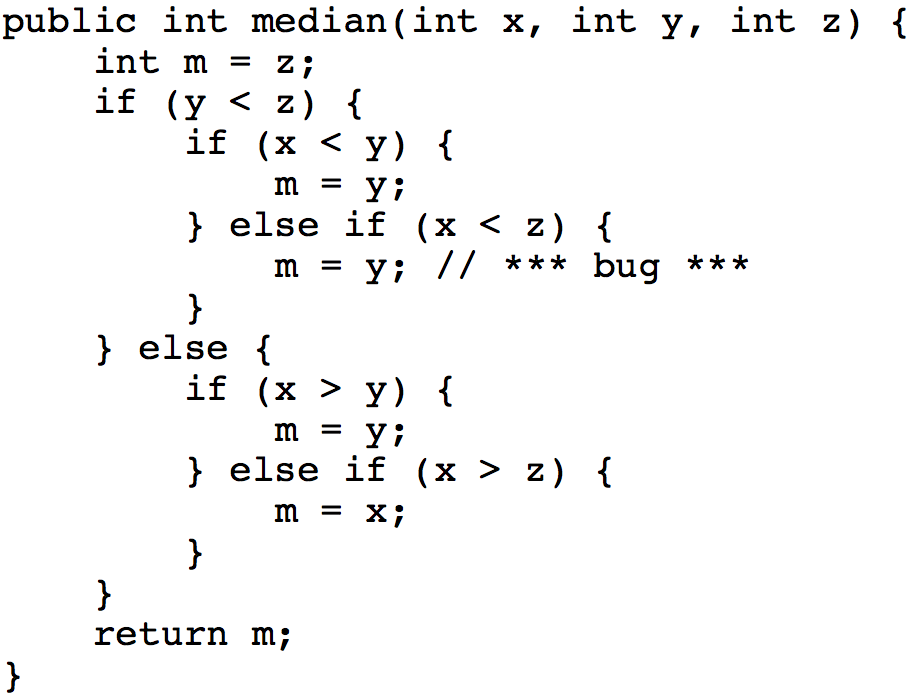 public int median(int x, int y, int z) {
    int m = z;
    if (y < z) {
        if (x < y) {
            m = y;
        } else if (x < z) {
            m = y; // *** bug ***
        }
    } else {
        if (x > y) {
            m = y;
        } else if (x > z) {
            m = x;
        }
    }
    return m;
}